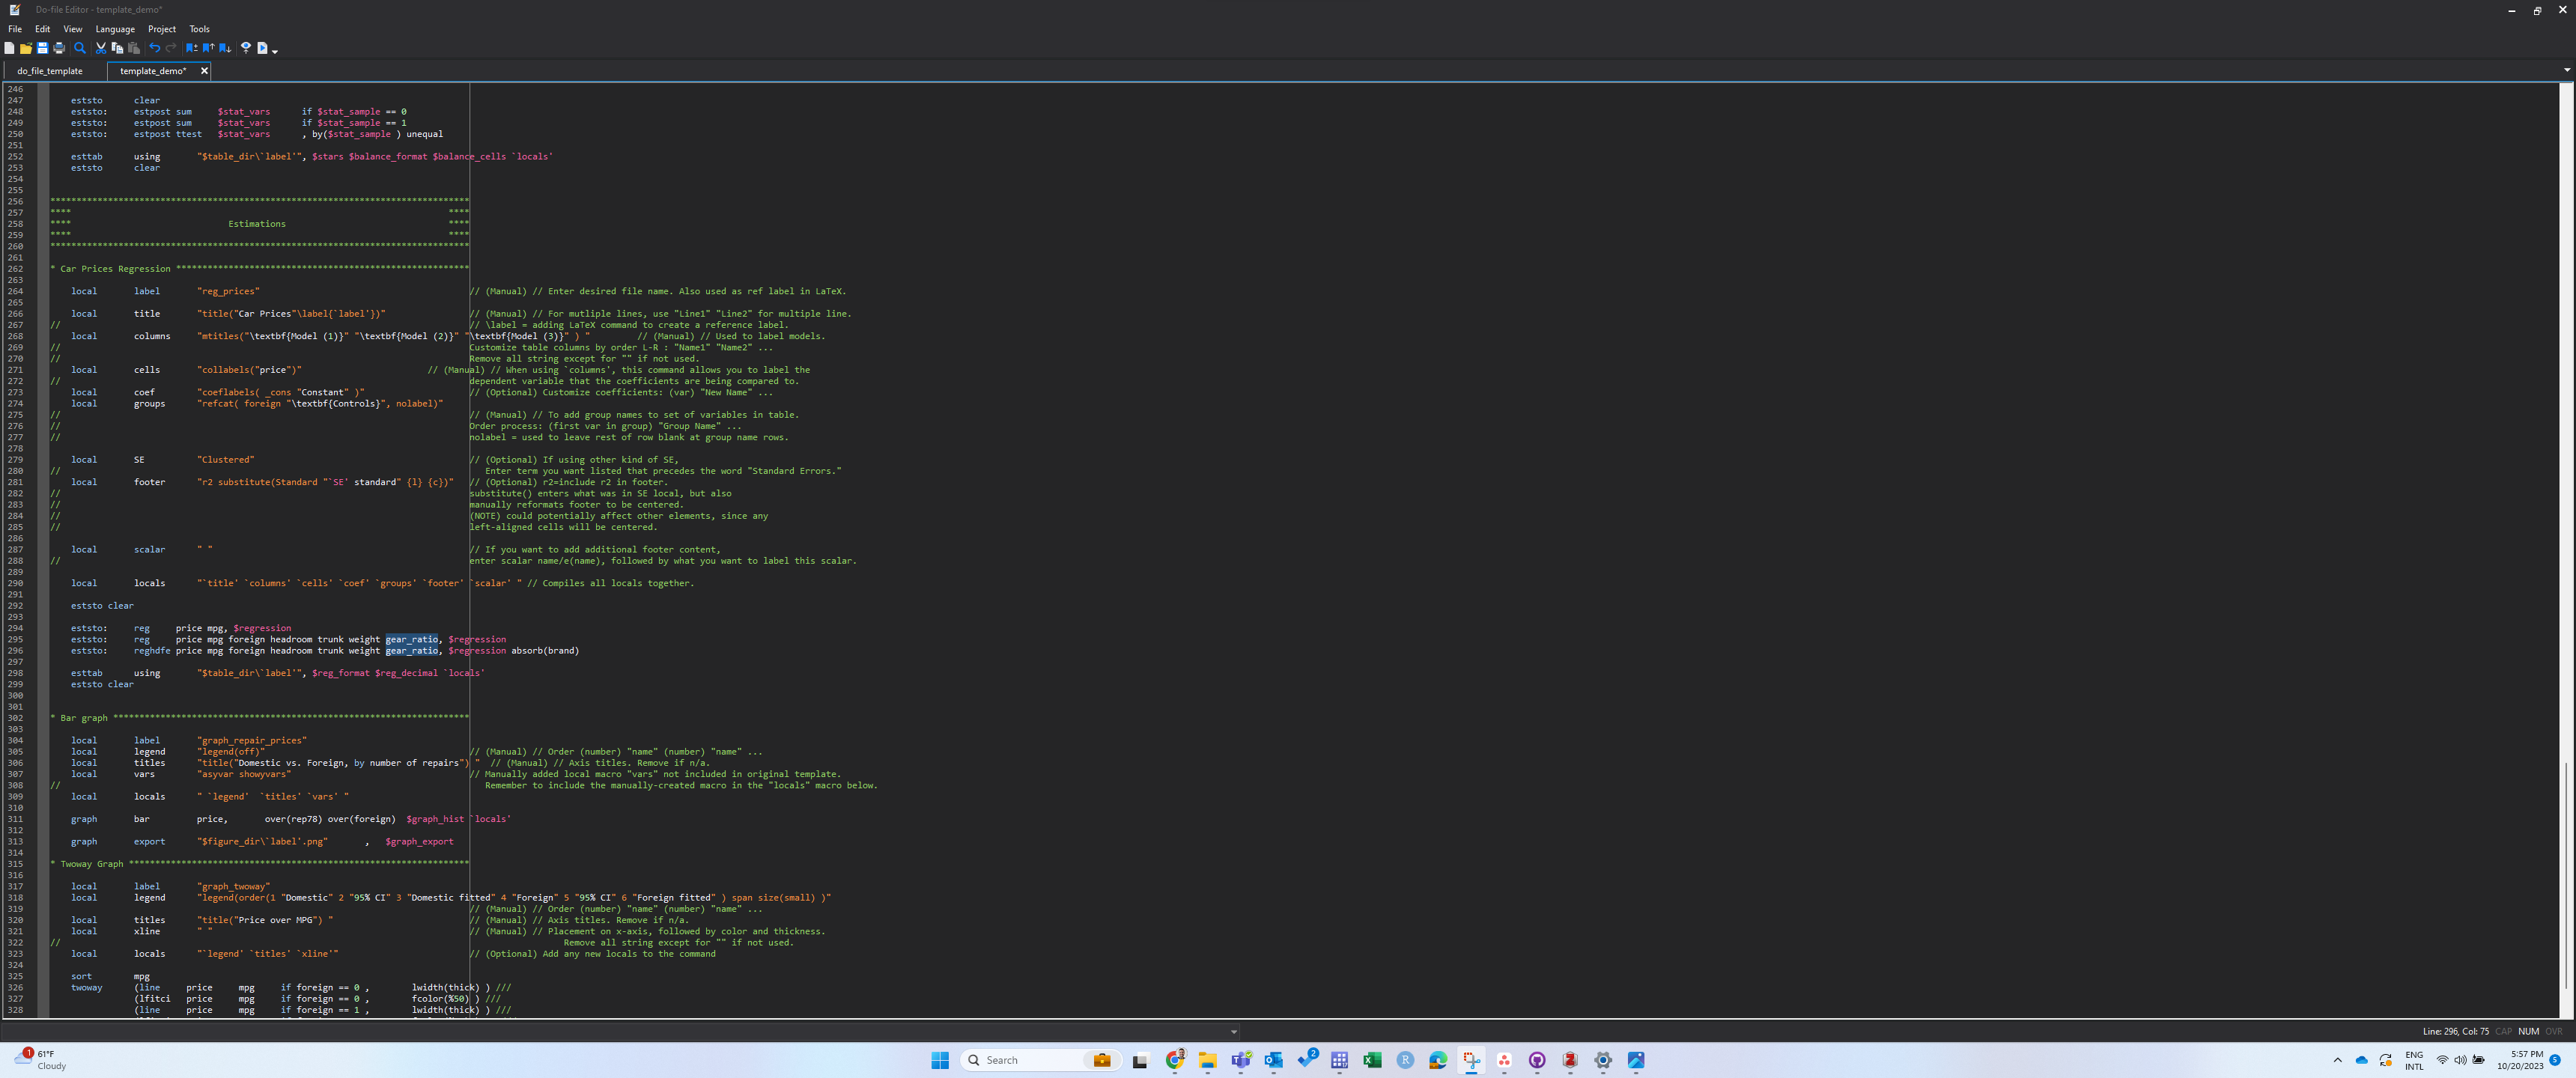 Do-file Editor - template_demo*
File Edit View Language Project Tools
do_file_template template_demo*
246
247 eststo clear
248 eststo: estpost sum $stat_vars if $stat_sample == 0
249 eststo: estpost sum $stat_vars if $stat_sample == 1
250 eststo: estpost ttest $stat_vars , by($stat_sample ) unequal
251
252 esttab using "$table_dir\`label'", $stars $balance_format $balance_cells `locals'
253 eststo clear
254
255
256 ********************************************************************************
257 **** ****
258 **** Estimations ****
259 **** ****
260 ********************************************************************************
261
262 * Car Prices Regression ********************************************************
263
264 local label "reg_prices" // (Manual) // Enter desired file name. Also used as ref label in LaTeX.
265
266 local title "title("Car Prices"\label{`label'})" // (Manual) // For mutliple lines, use "Line1" "Line2" for multiple line.
267 // // \label = adding LaTeX command to create a reference label.
268 local columns "mtitles("\textbf{Model (1)}" "\textbf{Model (2)}" "\textbf{Model (3)}" ) " // (Manual) // Used to label models.
269 // Customize table columns by order L-R : "Name1" "Name2" ...
270 // Remove all string except for "" if not used.
271 local cells "collabels("price")" // (Manual) // When using `columns', this command allows you to label the
272 // dependent variable that the coefficients are being compared to.
273 local coef "coeflabels( _cons "Constant" )" // (Optional) Customize coefficients: (var) "New Name" ...
274 local groups "refcat( foreign "\textbf{Controls}", nolabel)"
275 // // (Manual) // To add group names to set of variables in table.
276 // Order process: (first var in group) "Group Name" ...
277 // nolabel = used to leave rest of row blank at group name rows.
278
279 local SE "Clustered" // (Optional) If using other kind of SE,
280 // Enter term you want listed that precedes the word "Standard Errors."
281 local footer "r2 substitute(Standard "`SE' standard" {l} {c})" // (Optional) r2=include r2 in footer.
282 // substitute() enters what was in SE local, but also
283 // manually reformats footer to be centered.
284 // (NOTE) could potentially affect other elements, since any
285 // left-aligned cells will be centered.
286
287 local scalar " " // If you want to add additional footer content,
288 // enter scalar name/e(name), followed by what you want to label this scalar.
289
290 local locals "`title' `columns' `cells' `coef' `groups' `footer' `scalar' " // Compiles all locals together.
291
292 eststo clear
293
294 eststo: reg price mpg, $regression
295 eststo: reg price mpg foreign headroom trunk weight gear_ratio, $regression
296 eststo: reghdfe price mpg foreign headroom trunk weight gear_ratio, $regression absorb(brand)
297
298 esttab using "$table_dir\`label'", $reg_format $reg_decimal `locals'
299 eststo clear
300
301
302 * Bar graph ********************************************************************
303
304 local label "graph_repair_prices"
305 local legend "legend(off)" // (Manual) // Order (number) "name" (number) "name" ...
306 local titles "title("Domestic vs. Foreign, by number of repairs") " // (Manual) // Axis titles. Remove if n/a.
307 local vars "asyvar showyvars" // Manually added local macro "vars" not included in original template.
308 // Remember to include the manually-created macro in the "locals" macro below.
309 local locals " `legend' `titles' `vars' "
310
311 graph bar price, over(rep78) over(foreign) $graph_hist `locals'
312
313 graph export "$figure_dir\`label'.png" , $graph_export
314
315 * Twoway Graph *****************************************************************
316
317 local label "graph_twoway"
318 local legend "legend(order(1 "Domestic" 2 "95% CI" 3 "Domestic fitted" 4 "Foreign" 5 "95% CI" 6 "Foreign fitted" ) span size(small) )"
319 // (Manual) // Order (number) "name" (number) "name" ...
320 local titles "title("Price over MPG") " // (Manual) // Axis titles. Remove if n/a.
321 local xline " " // (Manual) // Placement on x-axis, followed by color and thickness.
322 // Remove all string except for "" if not used.
323 local locals "`legend' `titles' `xline'" // (Optional) Add any new locals to the command
324
325 sort mpg
326 twoway (line price mpg if foreign == 0 , lwidth(thick) ) ///
327 (lfitci price mpg if foreign == 0 , fcolor(%50) ) ///
328 (line price mpg if foreign == 1 , lwidth(thick) ) ///
Line: 296, Col: 75 CAP NUM OVR
1 61°F
Cloudy
Search
2
R
ENG
INTL
5:57 PM
10/20/2023
5